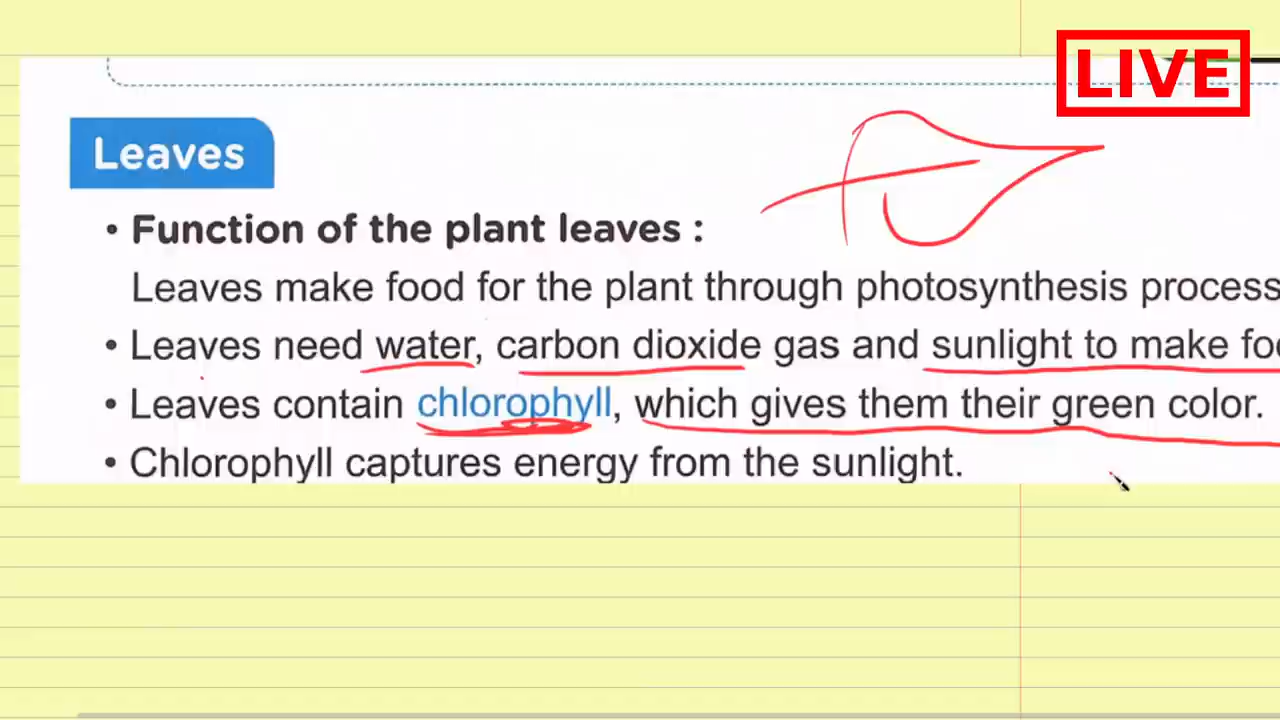 LIVE
Leaves
• Function of the plant leaves :
Leaves make food for the plant through photosynthesis process
• Leaves need water, carbon dioxide gas and sunlight to make
• Leaves contain chlorophyll, which gives them their green color.
• Chlorophyll captures energy from the sunlight.